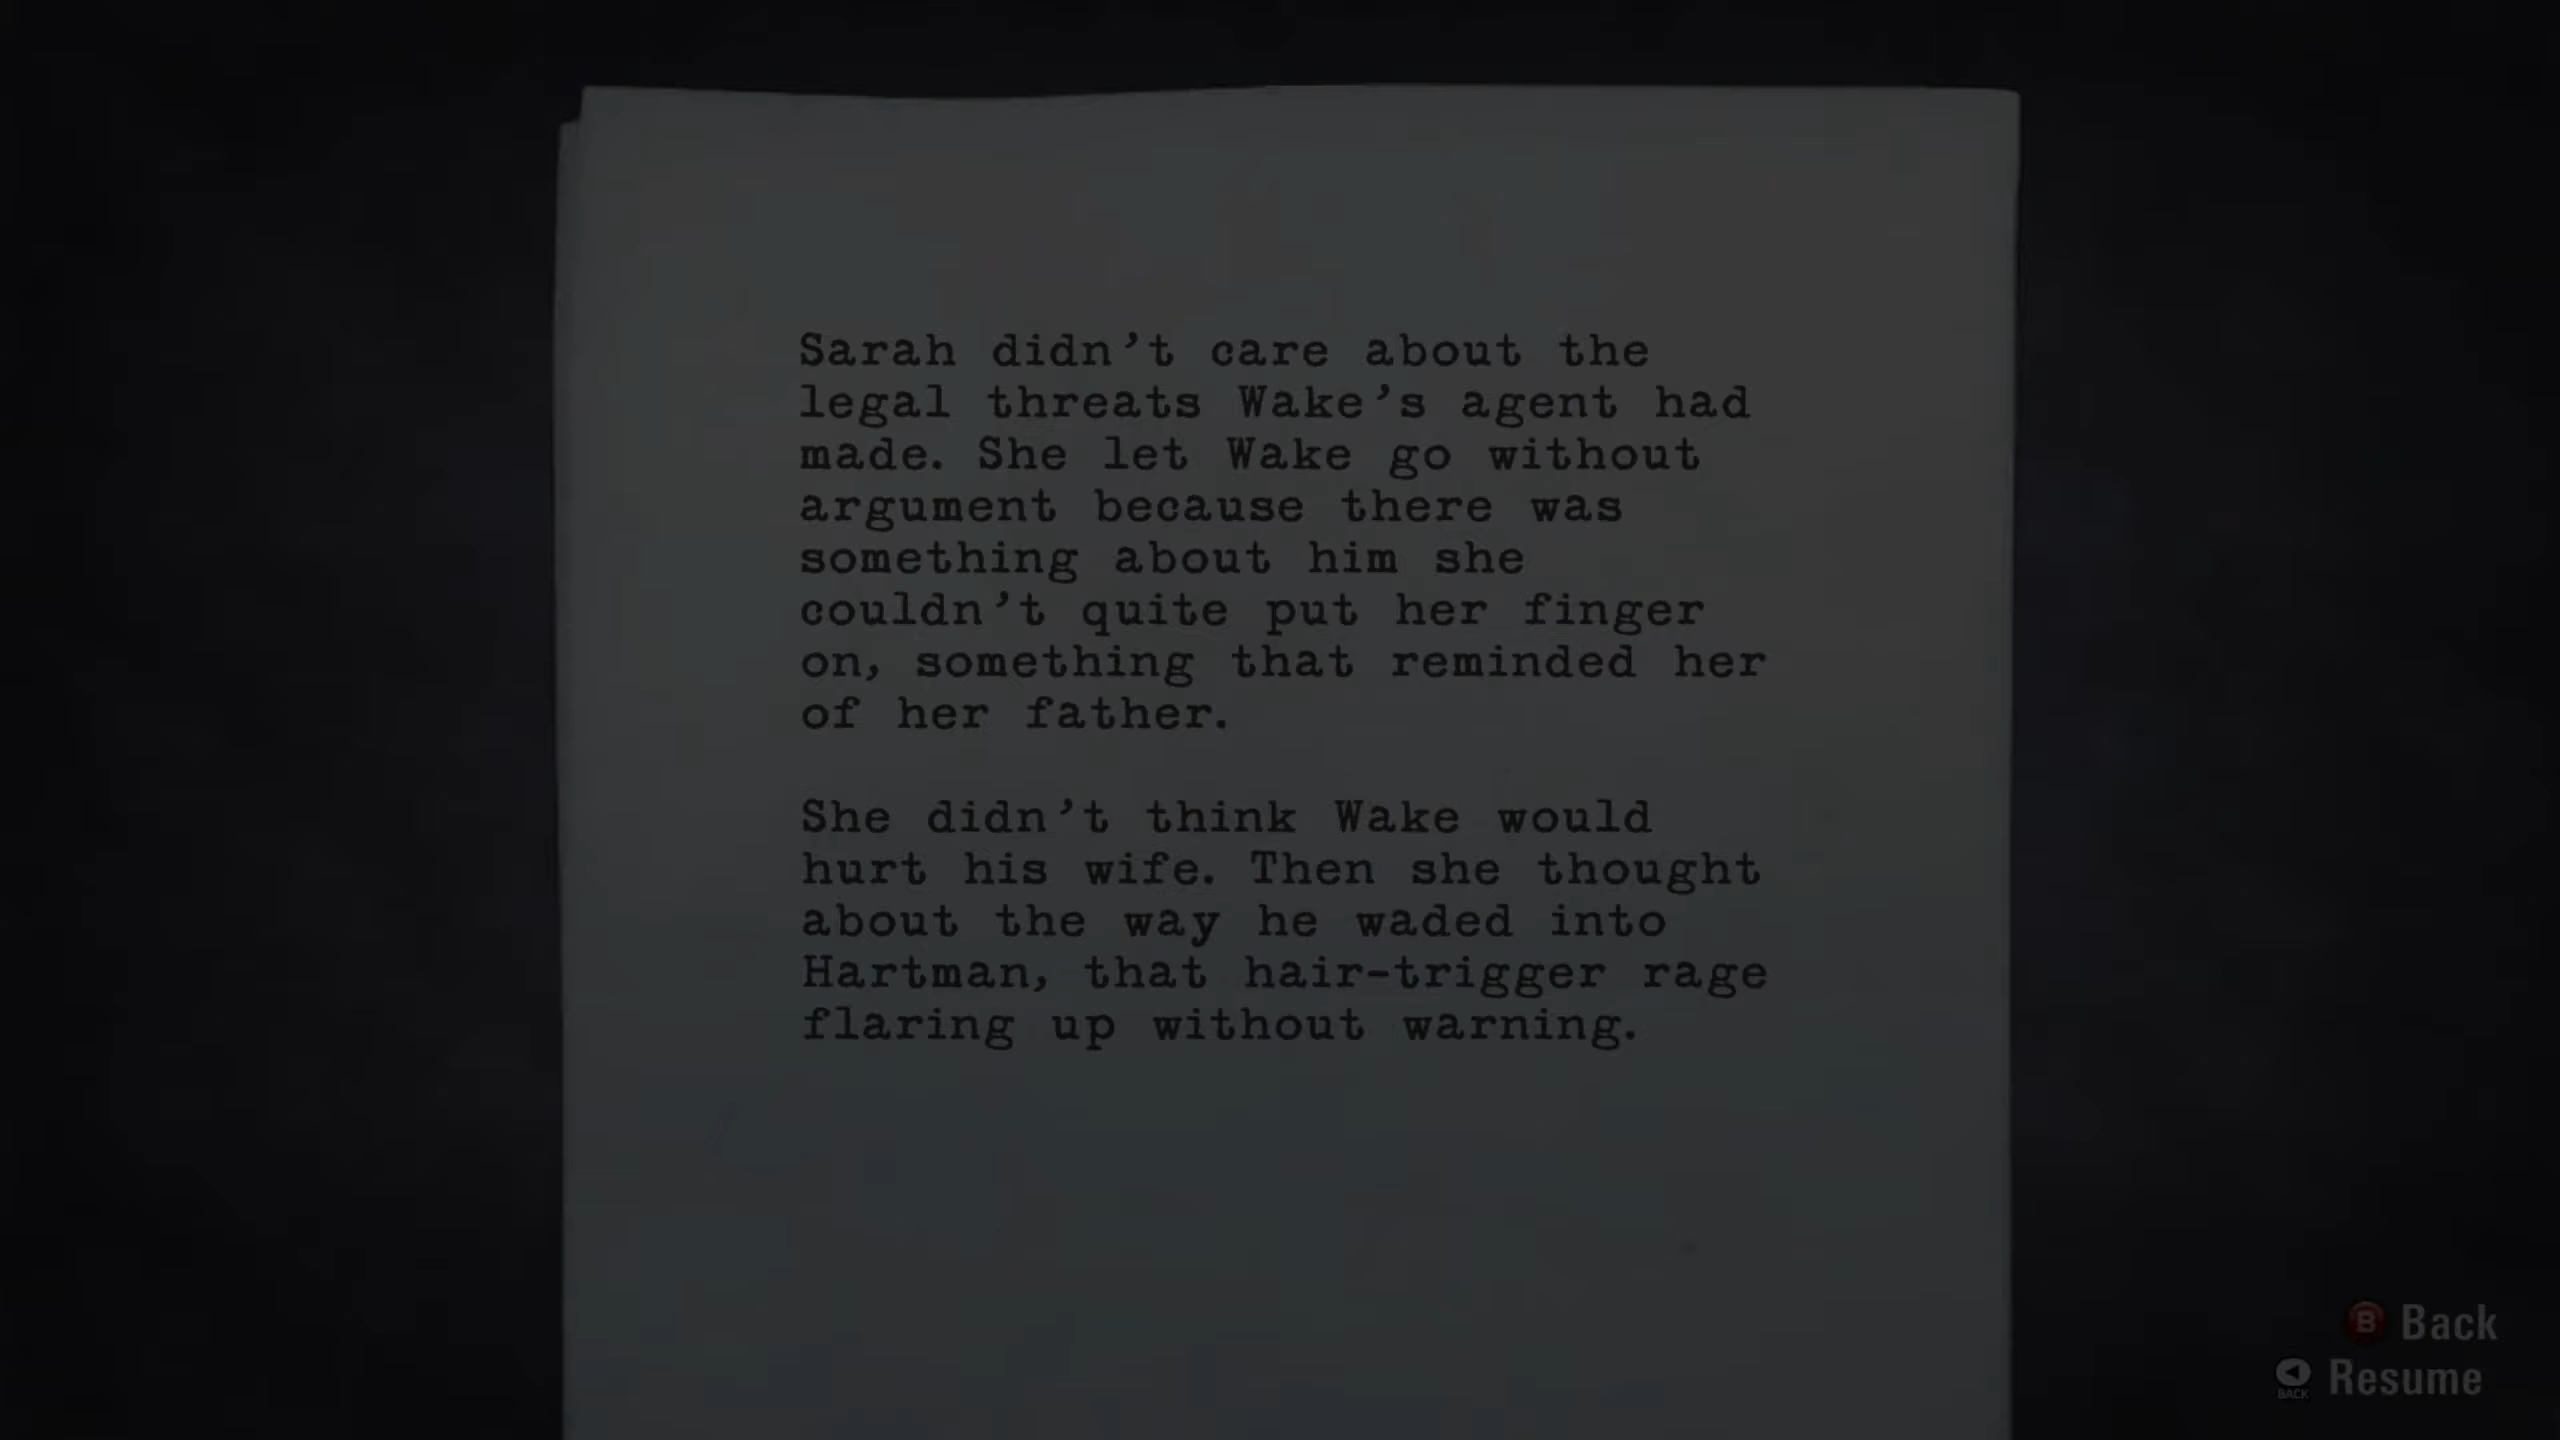 Sarah didn’t care about the
legal threats Wake’s agent had
made. She let Wake go without
argument because there was
something about him she
couldn’t quite put her finger
on, something that reminded her
of her father.
She didn’t think Wake would
hurt his wife. Then she thought
about the way he waded into
Hartman, that hair-trigger rage
flaring up without warning.
B Back
BACK Resume